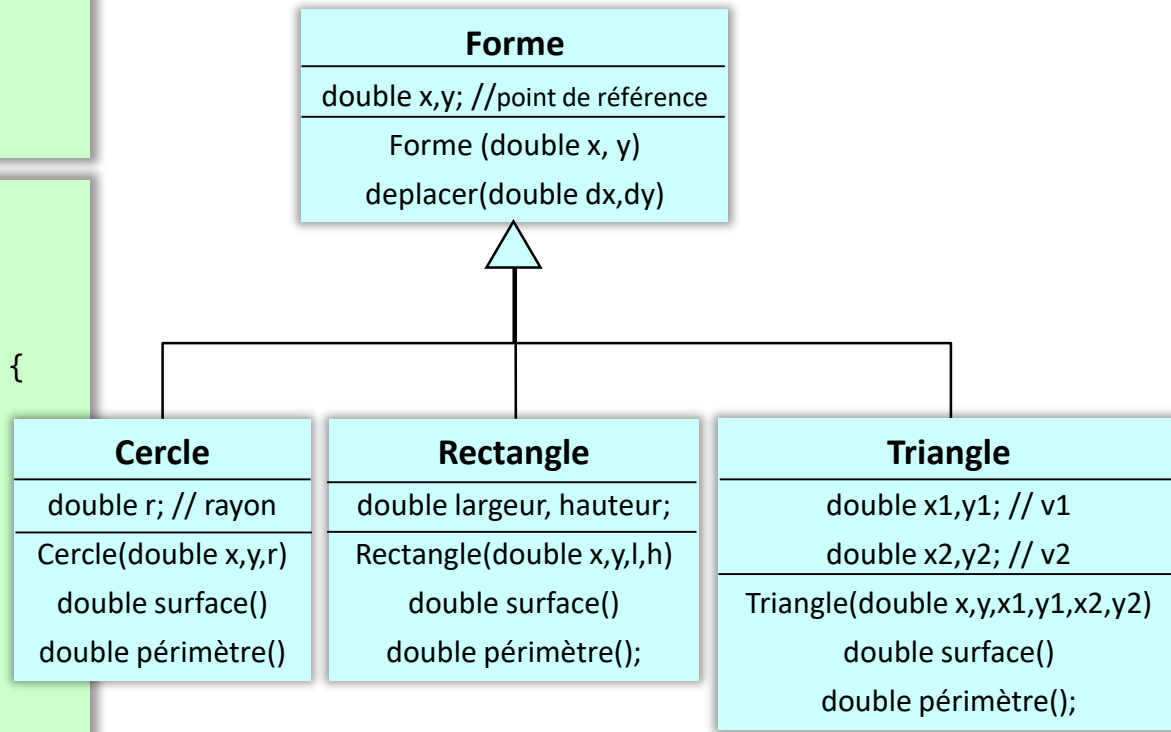 Forme
double x,y; //point de référence
Forme (double x, y)
deplacer(double dx,dy)
{
Cercle
double r; // rayon
Cercle(double x,y,r)
double surface()
double périmètre()
Rectangle
double largeur, hauteur;
Rectangle(double x,y,l,h)
double surface()
double périmètre();
Triangle
double x1,y1; // v1
double x2,y2; // v2
Triangle(double x,y,x1,y1,x2,y2)
double surface()
double périmètre();